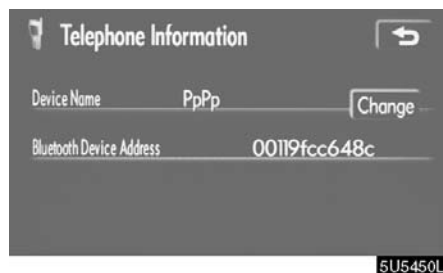 Telephone Information
Device Name PpPp Change
Bluetooth Device Address 00119fcc648c
5U5450L